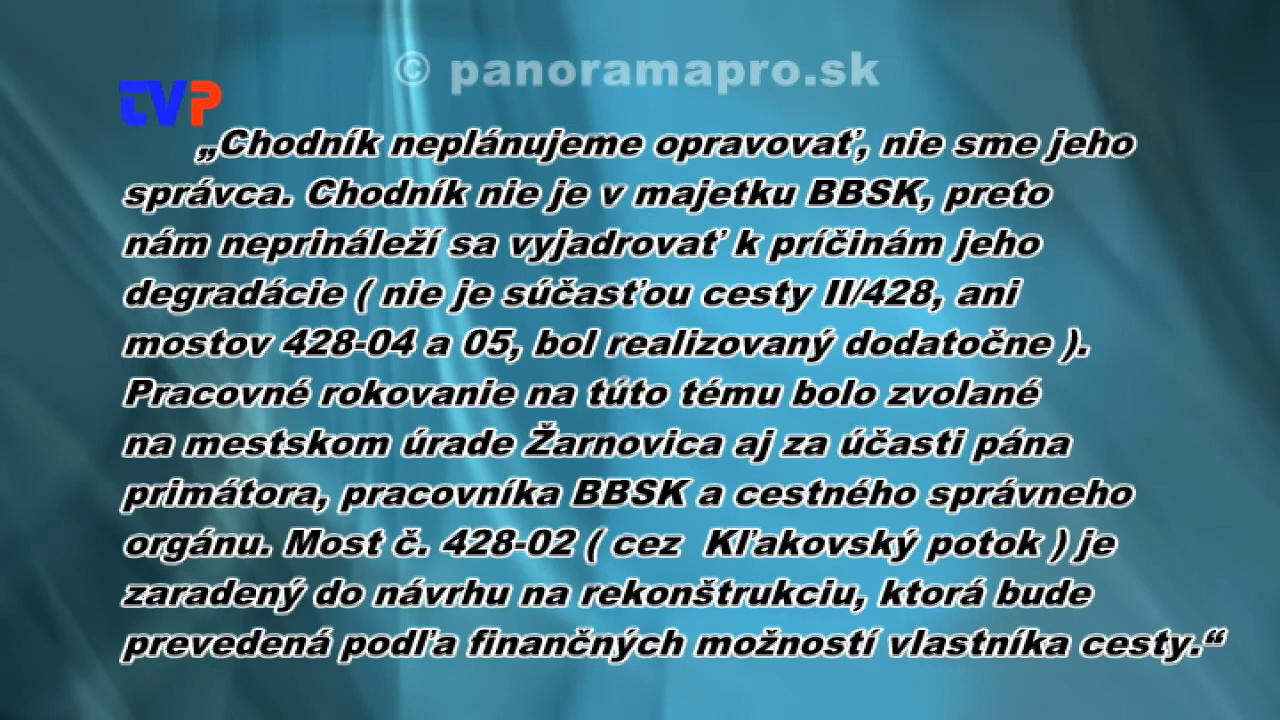 © panoramapro.sk
tVP
„Chodník neplánujeme opravovať, nie sme jeho
správca. Chodník nie je v majetku BBSK, preto
nám neprináleží sa vyjadrovať k príčinám jeho
degradácie ( nie je súčasťou cesty II/428, ani
mostov 428-04 a 05, bol realizovaný dodatočne ).
Pracovné rokovanie na túto tému bolo zvolané
na mestskom úrade Žarnovica aj za účasti pána
primátora, pracovníka BBSK a cestného správneho
orgánu. Most č. 428-02 ( cez  Kľakovský potok ) je
zaradený do návrhu na rekonštrukciu, ktorá bude
prevedená podľa finančných možností vlastníka cesty.“